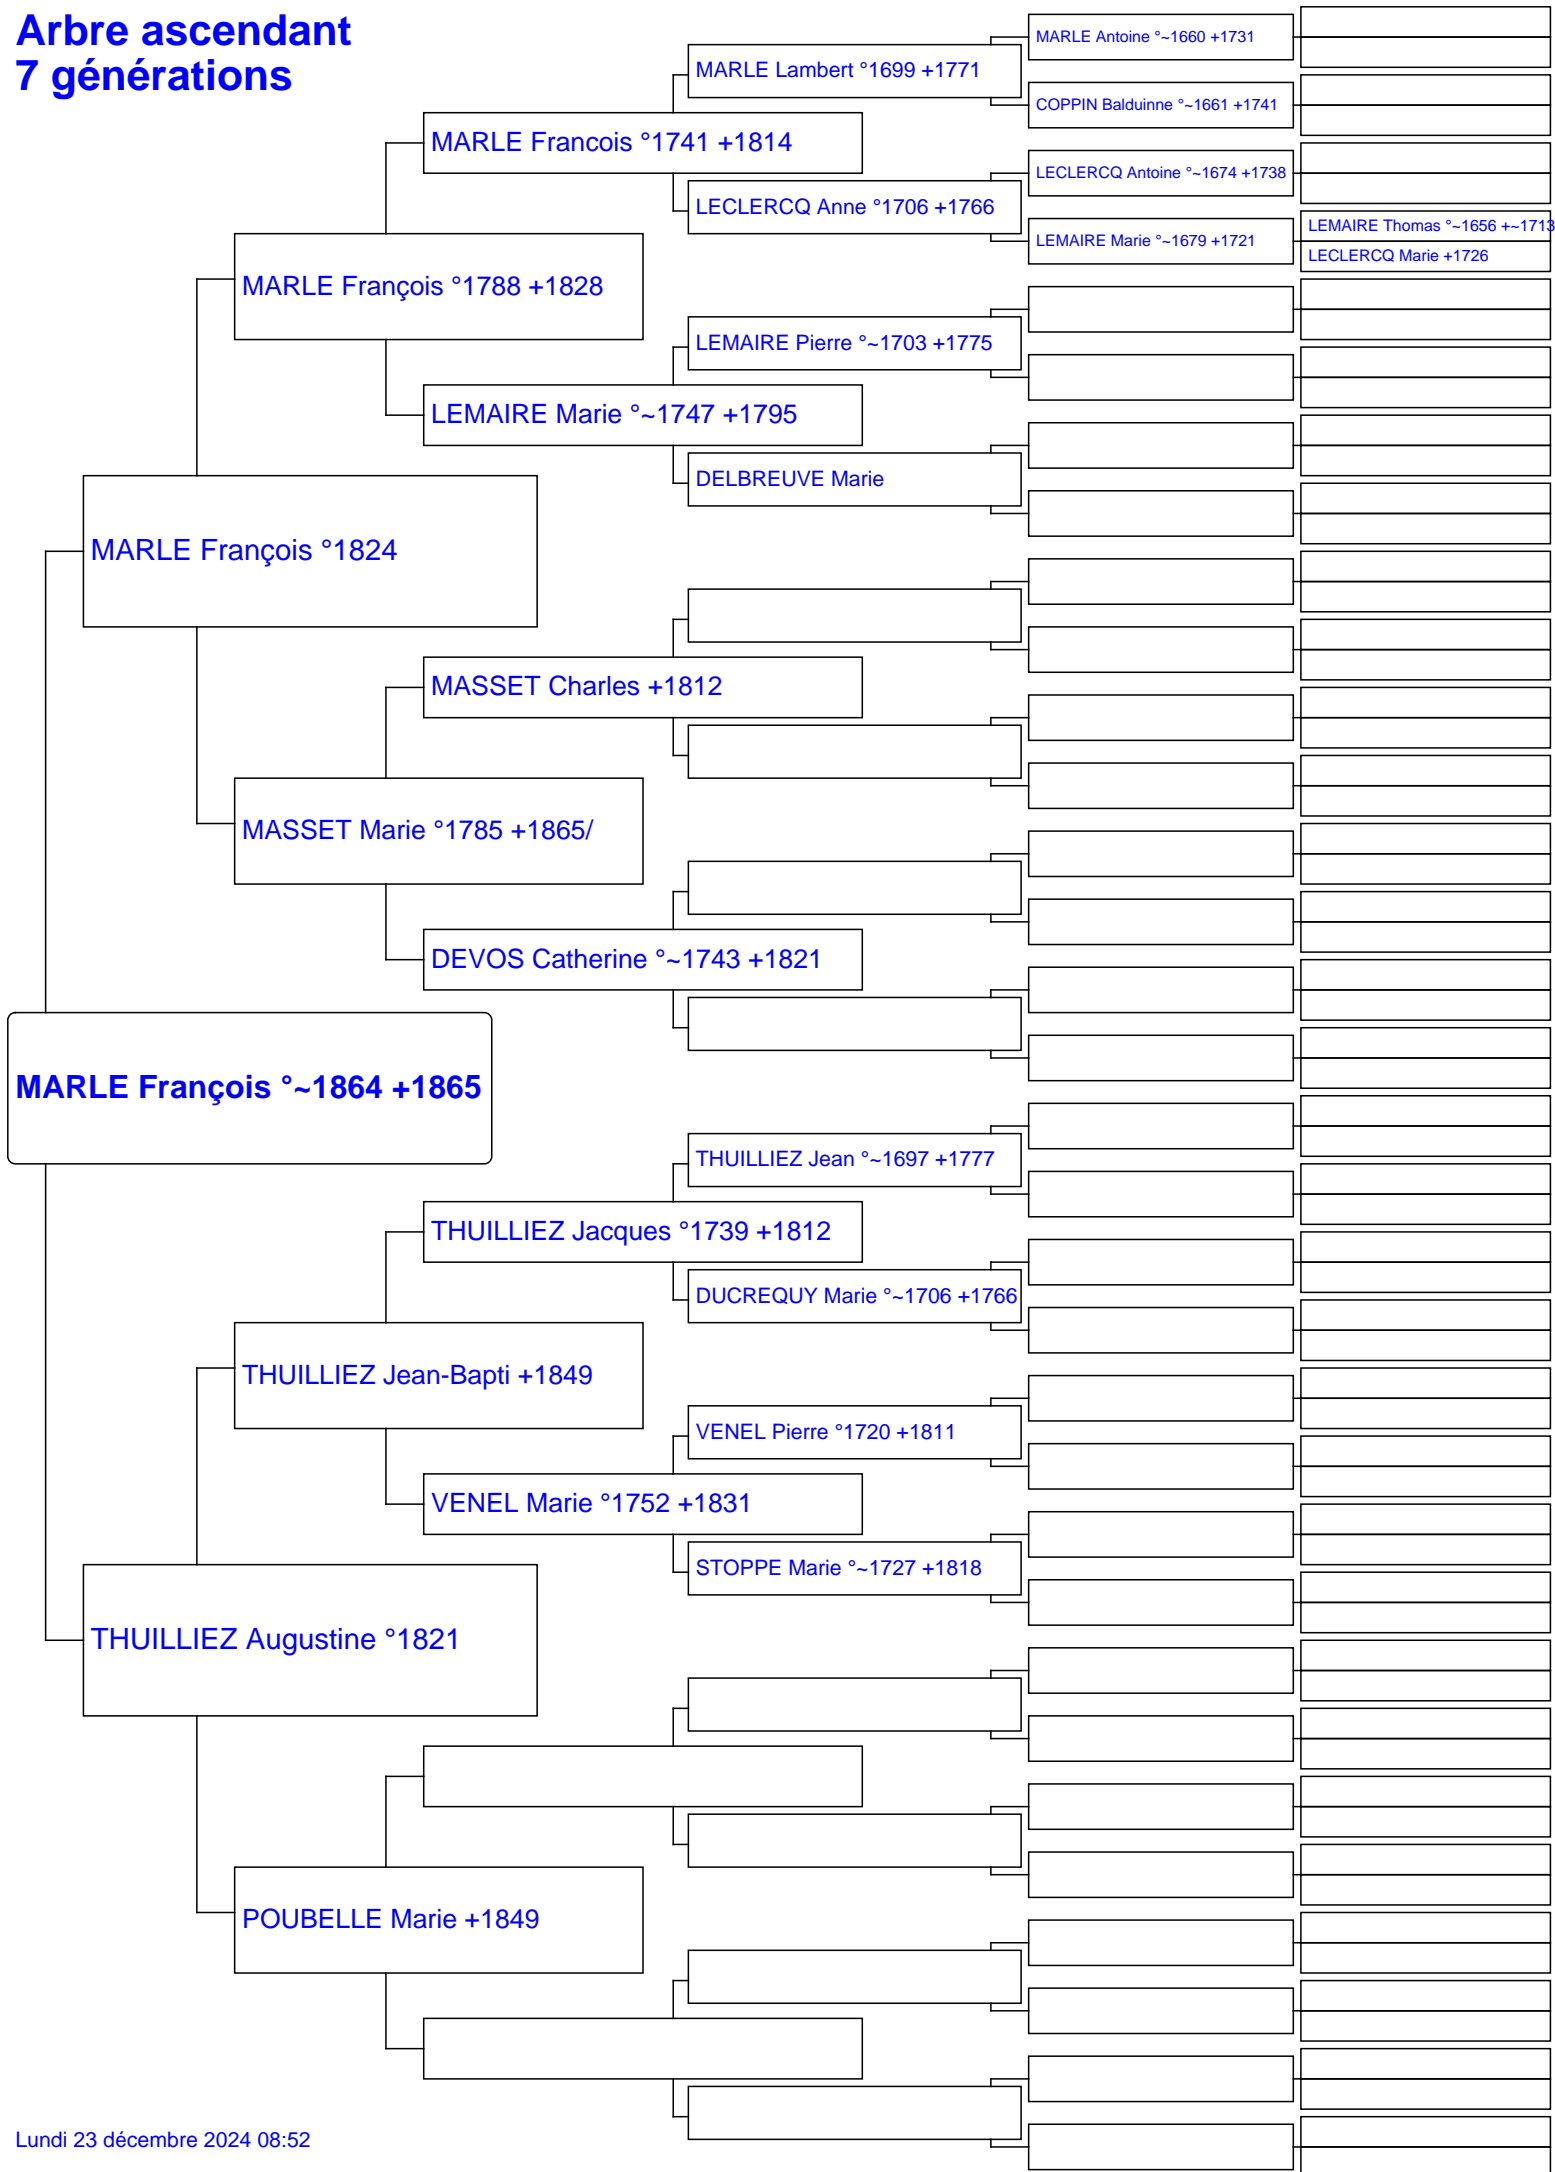 Arbre ascendant
7 générations
MARLE Antoine °~1660 +1731
MARLE Lambert °1699 +1771
COPPIN Balduinne °~1661 +1741
MARLE Francois °1741 +1814
LECLERCQ Antoine °~1674 +1738
LECLERCQ Anne °1706 +1766
LEMAIRE Thomas °~1656 +~1713
LEMAIRE Marie °~1679 +1721
LECLERCQ Marie +1726
MARLE François °1788 +1828
LEMAIRE Pierre °~1703 +1775
LEMAIRE Marie °~1747 +1795
DELBREUVE Marie
MARLE François °1824
MASSET Charles +1812
MASSET Marie °1785 +1865/
DEVOS Catherine °~1743 +1821
MARLE François °~1864 +1865
THUILLIEZ Jean °~1697 +1777
THUILLIEZ Jacques °1739 +1812
DUCREQUY Marie °~1706 +1766
THUILLIEZ Jean-Bapti +1849
VENEL Pierre °1720 +1811
VENEL Marie °1752 +1831
STOPPE Marie °~1727 +1818
THUILLIEZ Augustine °1821
POUBELLE Marie +1849
Lundi 23 décembre 2024 08:52